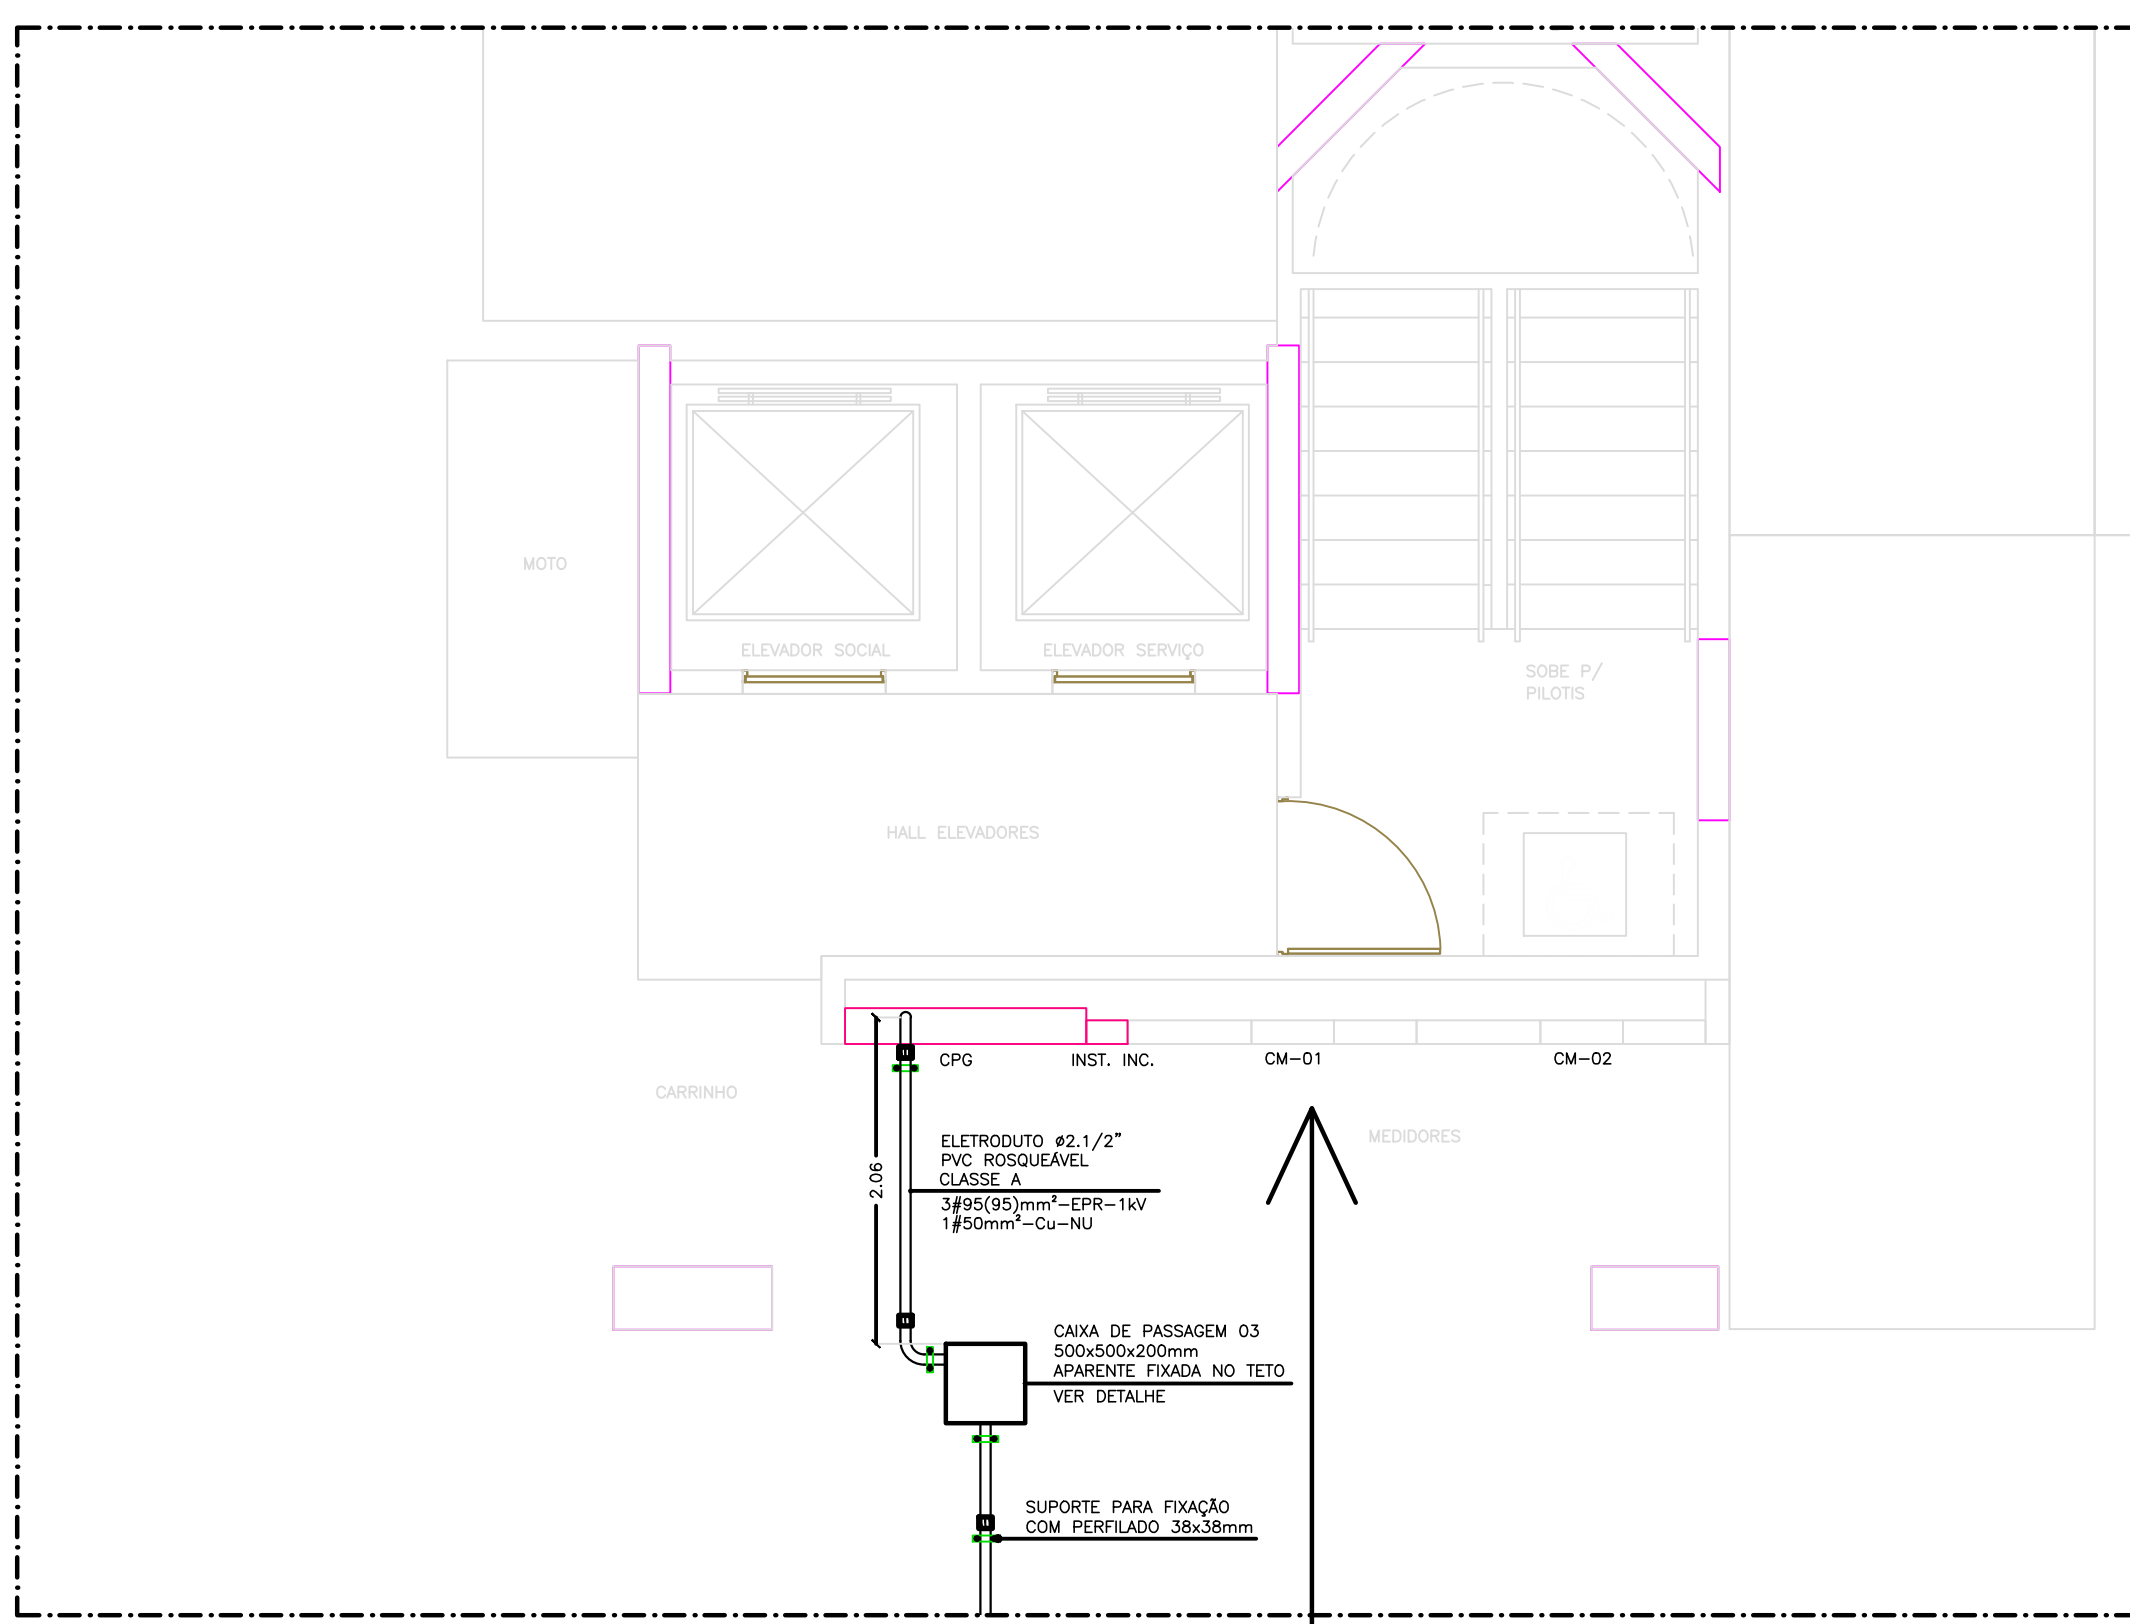 MOTO
ELEVADOR SOCIAL
ELEVADOR SERVIÇO
SOBE P/
PILOTIS
HALL ELEVADORES
CPG
INST. INC.
CM-01
CM-02
CARRINHO
MEDIDORES
2.06
ELETRODUTO ø2.1/2"
PVC ROSQUEÁVEL
CLASSE A
3#95(95)mm²-EPR-1kV
1#50mm²-Cu-NU
CAIXA DE PASSAGEM 03
500x500x200mm
APARENTE FIXADA NO TETO
VER DETALHE
SUPORTE PARA FIXAÇÃO
COM PERFILADO 38x38mm